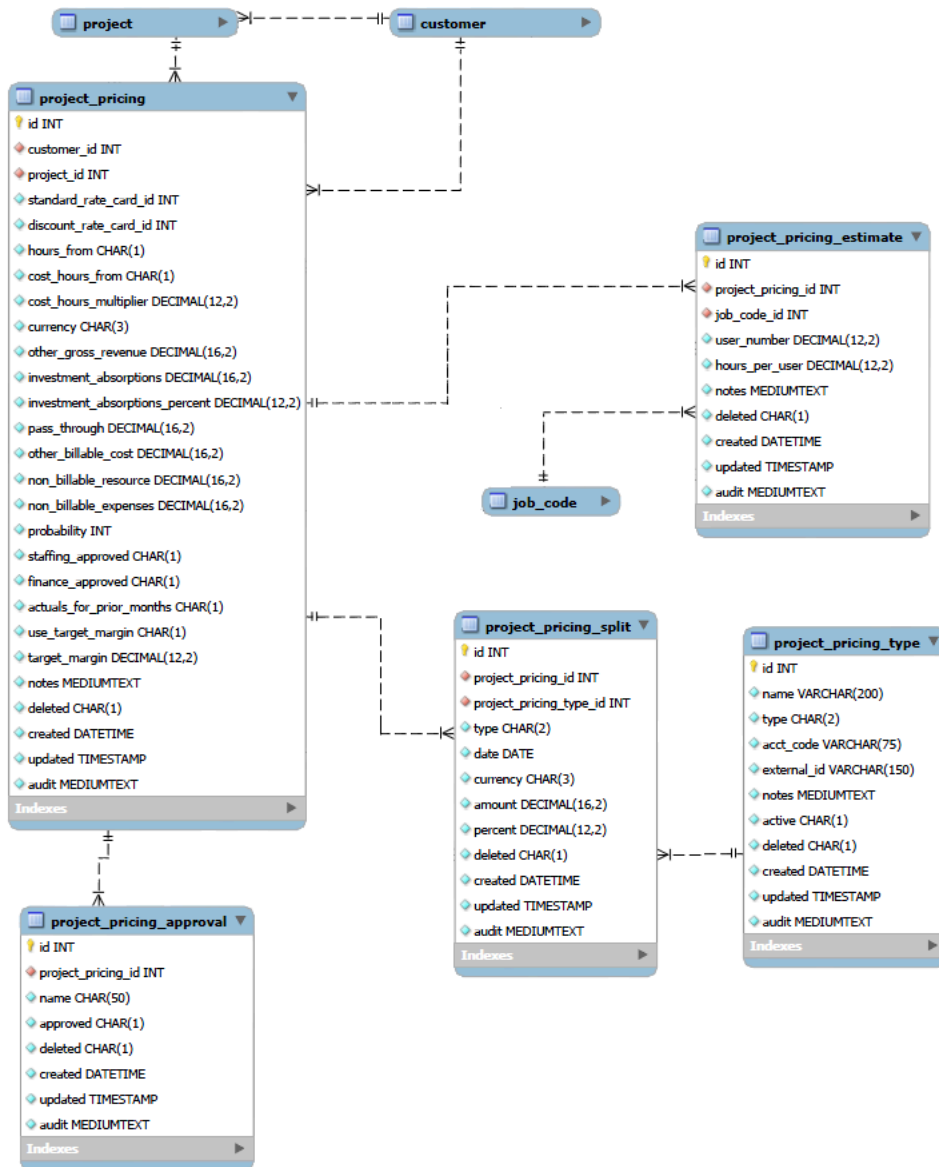 project
customer
project_pricing
id INT
customer_id INT
project_id INT
standard_rate_card_id INT
discount_rate_card_id INT
hours_from CHAR(1)
cost_hours_from CHAR(1)
cost_hours_multiplier DECIMAL(12,2)
currency CHAR(3)
other_gross_revenue DECIMAL(16,2)
investment_absorptions DECIMAL(16,2)
investment_absorptions_percent DECIMAL(12,2)
pass_through DECIMAL(16,2)
other_billable_cost DECIMAL(16,2)
non_billable_resource DECIMAL(16,2)
non_billable_expenses DECIMAL(16,2)
probability INT
staffing_approved CHAR(1)
finance_approved CHAR(1)
actuals_for_prior_months CHAR(1)
use_target_margin CHAR(1)
target_margin DECIMAL(12,2)
notes MEDIUMTEXT
deleted CHAR(1)
created DATETIME
updated TIMESTAMP
audit MEDIUMTEXT
Indexes
project_pricing_estimate
id INT
project_pricing_id INT
job_code_id INT
user_number DECIMAL(12,2)
hours_per_user DECIMAL(12,2)
notes MEDIUMTEXT
deleted CHAR(1)
created DATETIME
updated TIMESTAMP
audit MEDIUMTEXT
Indexes
job_code
project_pricing_split
id INT
project_pricing_id INT
project_pricing_type_id INT
type CHAR(2)
date DATE
currency CHAR(3)
amount DECIMAL(16,2)
percent DECIMAL(12,2)
deleted CHAR(1)
created DATETIME
updated TIMESTAMP
audit MEDIUMTEXT
Indexes
project_pricing_type
id INT
name VARCHAR(200)
type CHAR(2)
acct_code VARCHAR(75)
external_id VARCHAR(150)
notes MEDIUMTEXT
active CHAR(1)
deleted CHAR(1)
created DATETIME
updated TIMESTAMP
audit MEDIUMTEXT
Indexes
project_pricing_approval
id INT
project_pricing_id INT
name CHAR(50)
approved CHAR(1)
deleted CHAR(1)
created DATETIME
updated TIMESTAMP
audit MEDIUMTEXT
Indexes